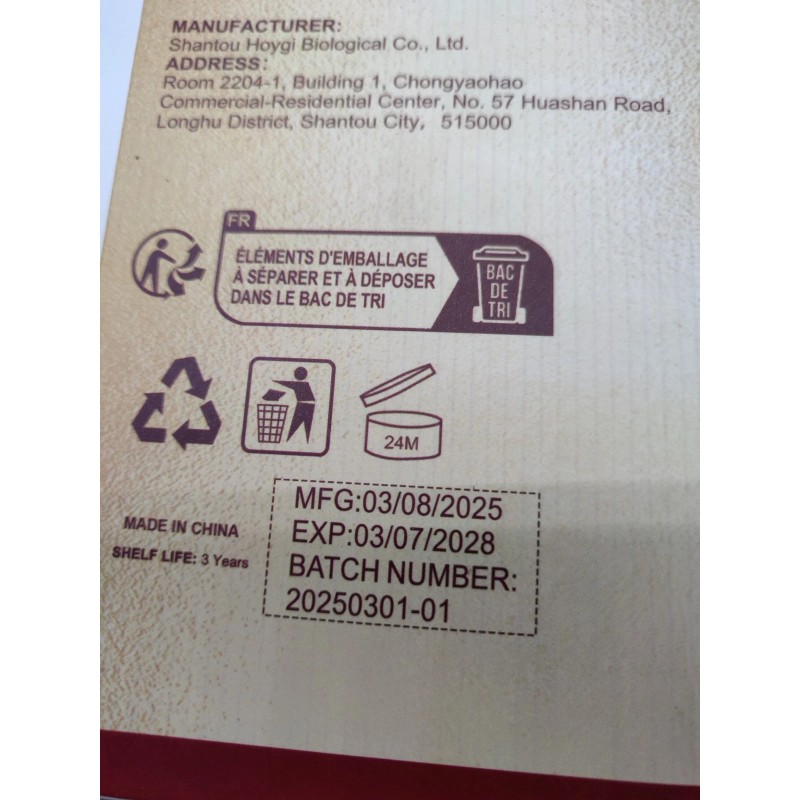 MANUFACTURER:
Shantou Hoygi Biological Co., Ltd.
ADDRESS:
Room 2204-1, Building 1, Chongyaohao
Commercial-Residential Center, No. 57 Huashan Road,
Longhu District, Shantou City, 515000
FR
ÉLÉMENTS D'EMBALLAGE
À SÉPARER ET À DÉPOSER
DANS LE BAC DE TRI
BAC
DE
TRI
24M
MADE IN CHINA
SHELF LIFE: 3 Years
MFG:03/08/2025
EXP:03/07/2028
BATCH NUMBER:
20250301-01